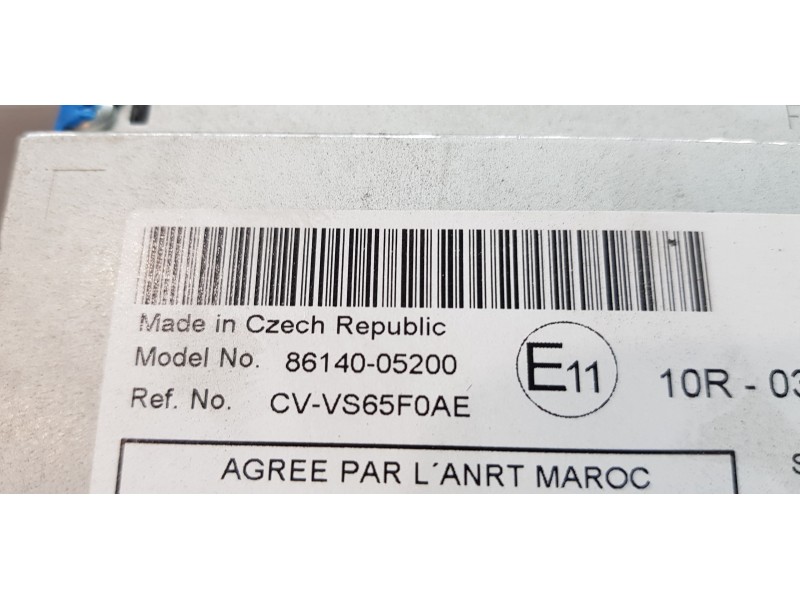 Made in Czech Republic
Model No. 86140-05200
Ref. No. CV-VS65F0AE
E11
10R - 03
AGREE PAR L´ANRT MAROC
S